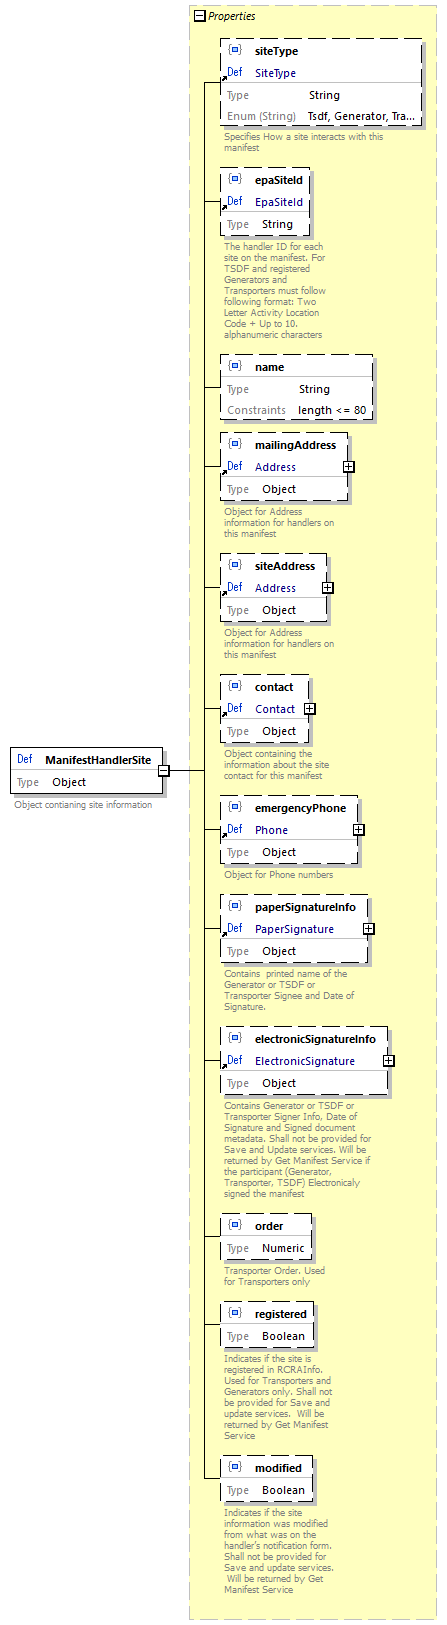 Properties
siteType
Def SiteType
Type String
Enum (String) Tsdf, Generator, Tra...
Specifies How a site interacts with this
manifest
epaSiteId
Def EpaSiteId
Type String
The handler ID for each
site on the manifest. For
TSDF and registered
Generators and
Transporters must follow
following format: Two
Letter Activity Location
Code + Up to 10.
alphanumeric characters
name
Type String
Constraints length <= 80
mailingAddress
Def Address
Type Object
Object for Address
information for handlers on
this manifest
siteAddress
Def Address
Type Object
Object for Address
information for handlers on
this manifest
contact
Def Contact
Type Object
Object containing the
information about the site
contact for this manifest
Def ManifestHandlerSite
Type Object
Object contianing site information
emergencyPhone
Def Phone
Type Object
Object for Phone numbers
paperSignatureInfo
Def PaperSignature
Type Object
Contains printed name of the
Generator or TSDF or
Transporter Signee and Date of
Signature.
electronicSignatureInfo
Def ElectronicSignature
Type Object
Contains Generator or TSDF or
Transporter Signer Info, Date of
Signature and Signed document
metadata. Shall not be provided for
Save and Update services. Will be
returned by Get Manifest Service if
the participant (Generator,
Transporter, TSDF) Electronicaly
signed the manifest
order
Type Numeric
Transporter Order. Used
for Transporters only
registered
Type Boolean
Indicates if the site is
registered in RCRAInfo.
Used for Transporters and
Generators only. Shall not
be provided for Save and
update services. Will be
returned by Get Manifest
Service
modified
Type Boolean
Indicates if the site
information was modified
from what was on the
handler's notification form.
Shall not be provided for
Save and update services.
Will be returned by Get
Manifest Service